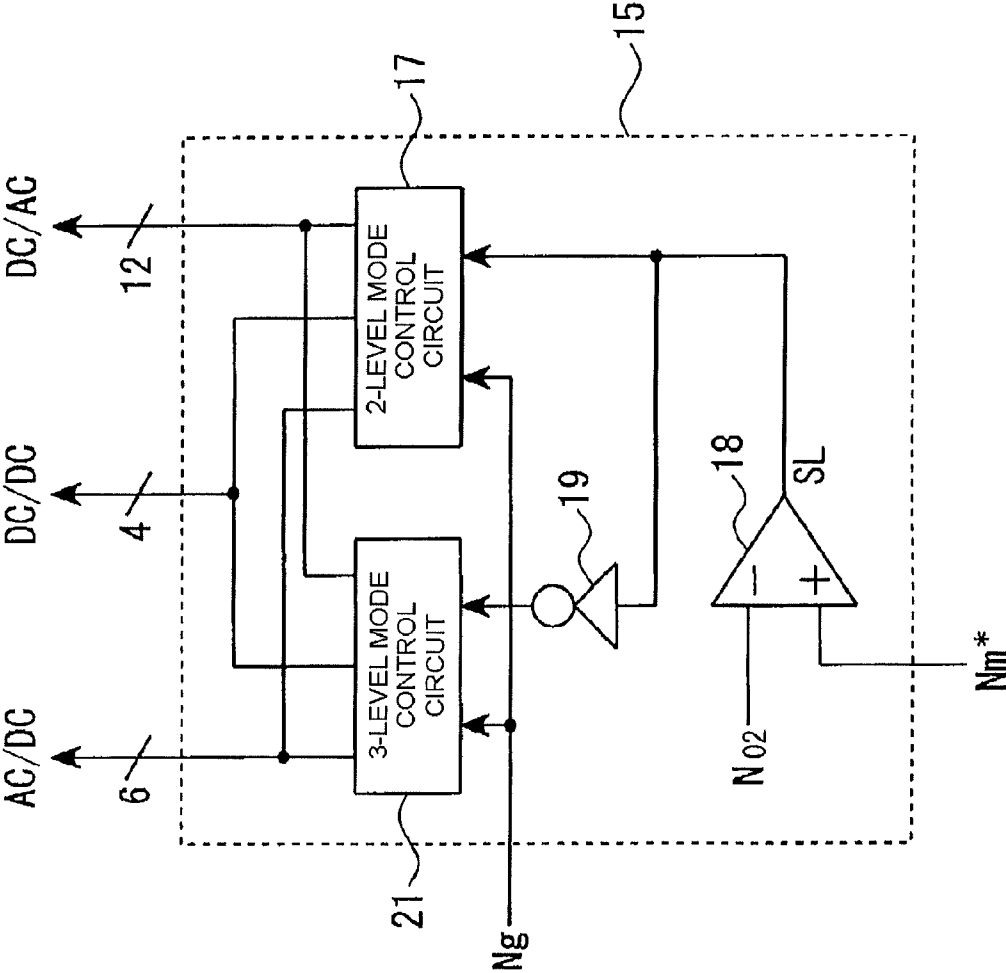 AC/DC
DC/DC
DC/AC
6
4
12
15
17
21
3-LEVEL MODE
CONTROL
CIRCUIT
2-LEVEL MODE
CONTROL
CIRCUIT
19
18
SL
−
+
N02
Ng
Nm*